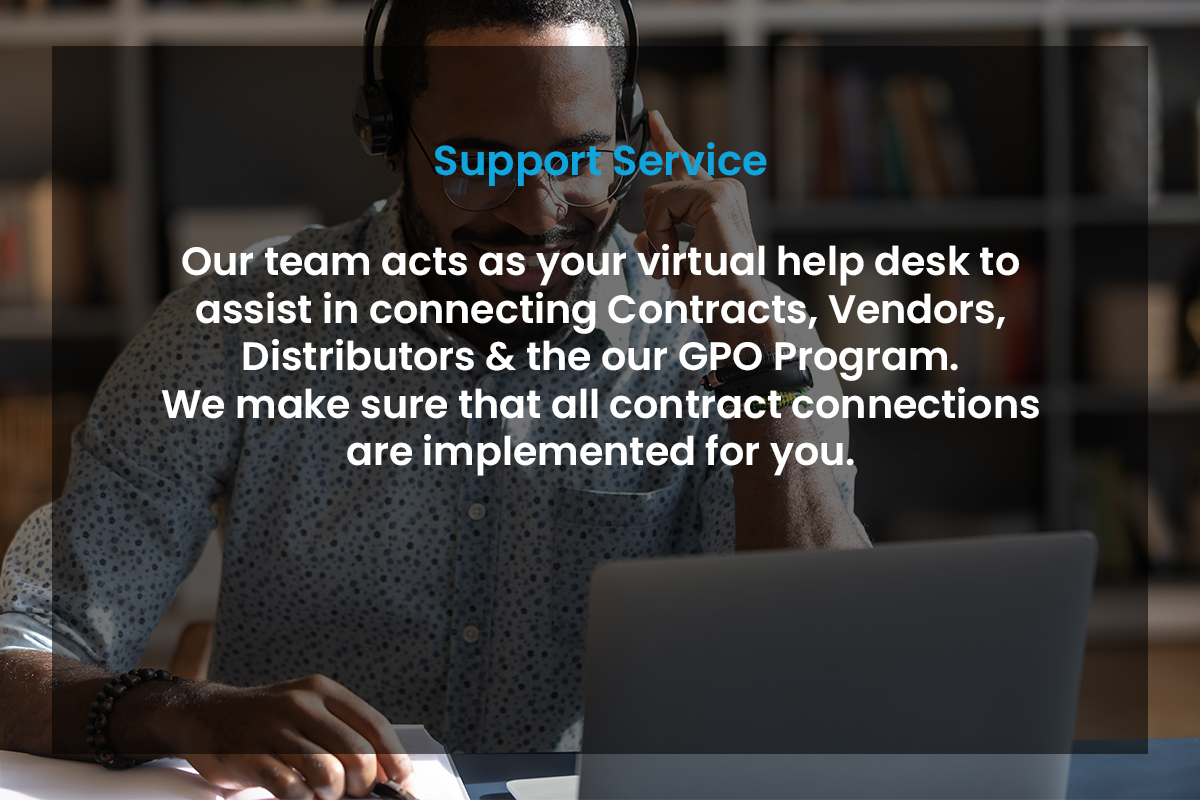 Support Service
Our team acts as your virtual help desk to
assist in connecting Contracts, Vendors,
Distributors & the our GPO Program.
We make sure that all contract connections
are implemented for you.